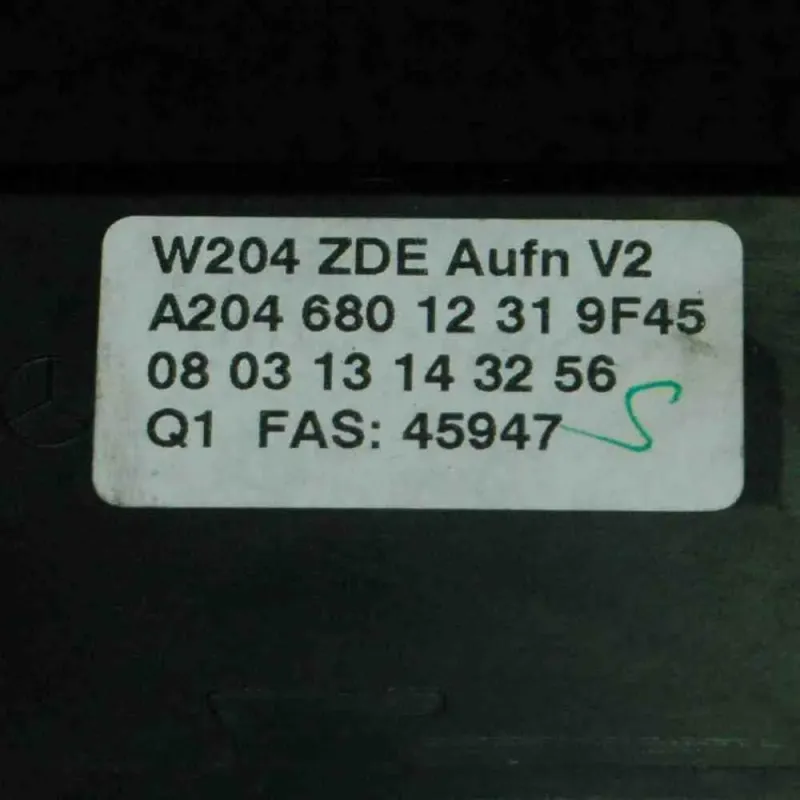 W204 ZDE Aufn V2
A204 680 12 31 9F45
08 03 13 14 32 56
Q1 FAS: 45947
S